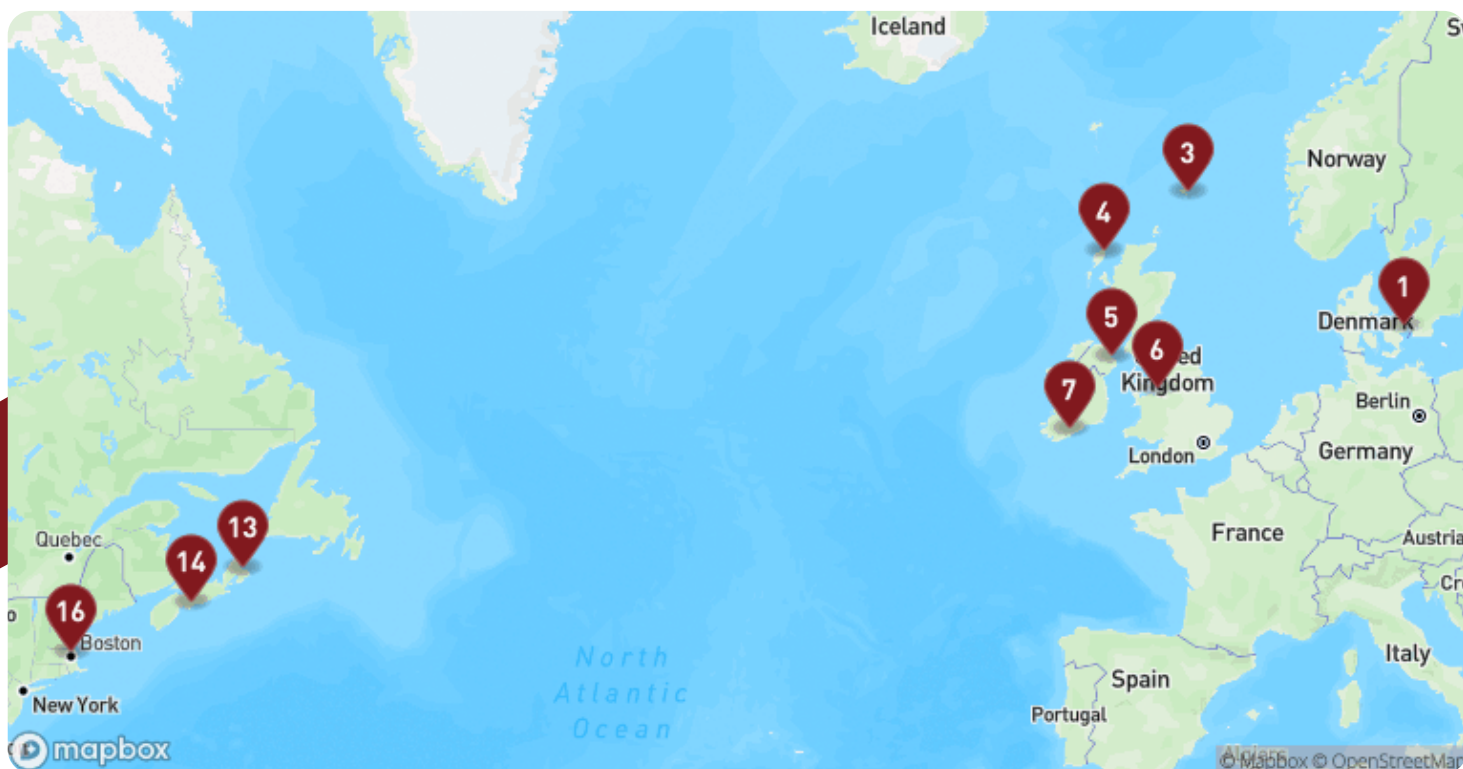 Iceland
3
Norway
4
1
Denmark
5
6
United
Kingdom
7
Berlin
London
Germany
France
Austria
Quebec
13
14
16
Boston
New York
North
Atlantic
Ocean
Italy
Spain
Portugal
mapbox
© Mapbox © OpenStreetMap